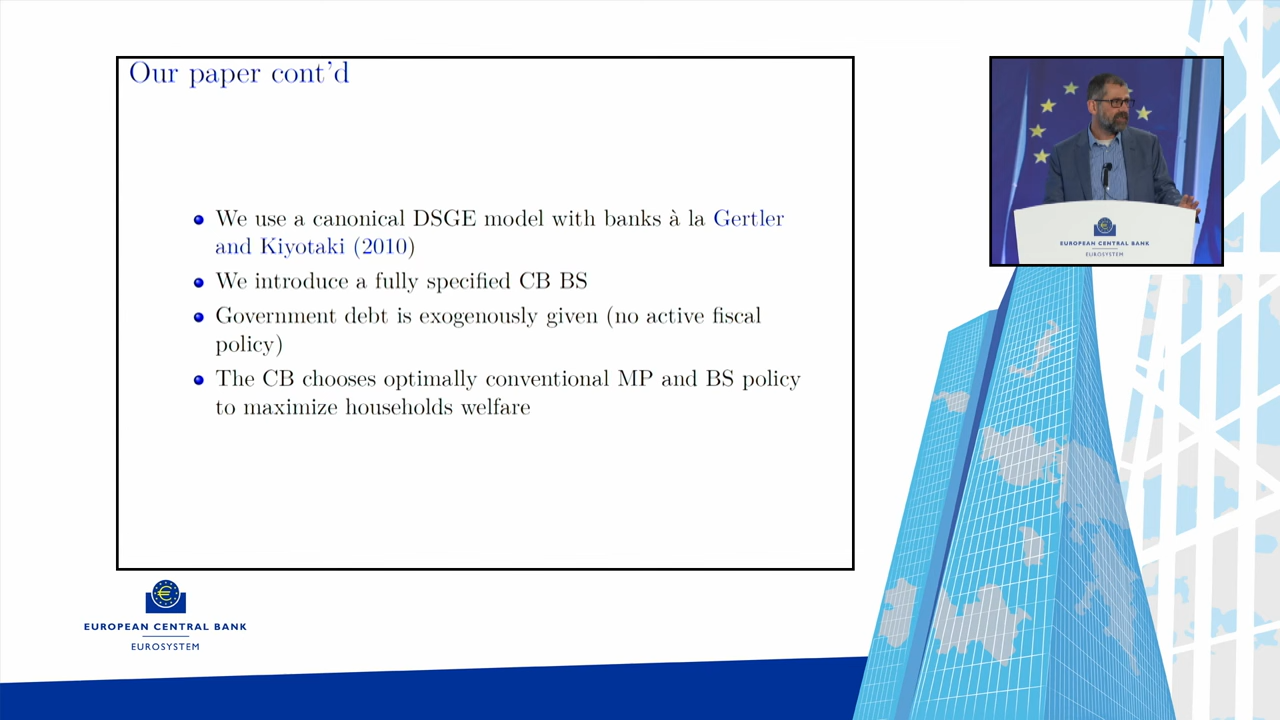 Our paper cont'd
We use a canonical DSGE model with banks à la Gertler
and Kiyotaki (2010)
We introduce a fully specified CB BS
Government debt is exogenously given (no active fiscal
policy)
The CB chooses optimally conventional MP and BS policy
to maximize households welfare
EUROPEAN CENTRAL BANK
EUROSYSTEM
EUROPEAN CENTRAL BANK
EUROSYSTEM